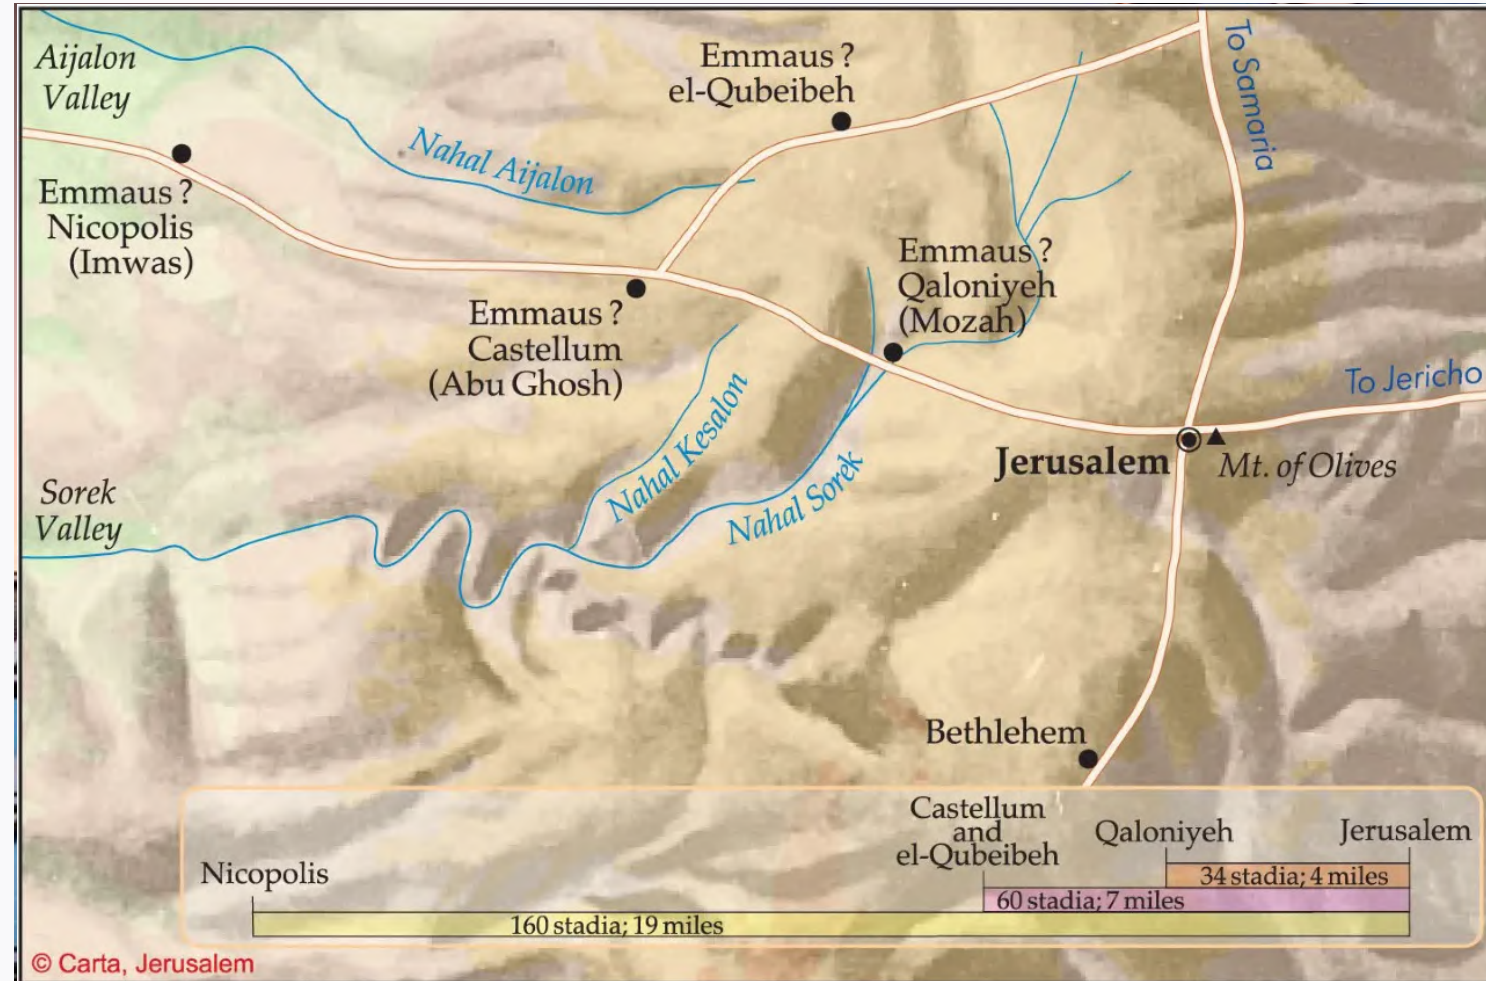 Aijalon
Valley
Emmaus ?
el-Qubeibeh
To Samaria
Nahal Aijalon
Emmaus ?
Nicopolis
(Imwas)
Emmaus ?
Qaloniyeh
(Mozah)
Emmaus ?
Castellum
(Abu Ghosh)
To Jericho
Nahal Kesalon
Nahal Sorek
Jerusalem
Mt. of Olives
Sorek
Valley
Bethlehem
Castellum
and
el-Qubeibeh
Qaloniyeh
Jerusalem
Nicopolis
34 stadia; 4 miles
60 stadia; 7 miles
160 stadia; 19 miles
© Carta, Jerusalem